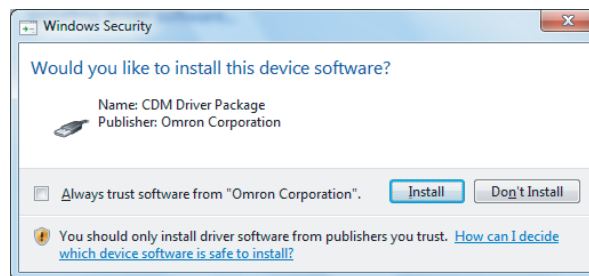 Windows Security
Would you like to install this device software?
Name: CDM Driver Package
Publisher: Omron Corporation
Always trust software from "Omron Corporation".
Install
Don't Install
You should only install driver software from publishers you trust. How can I decide
which device software is safe to install?